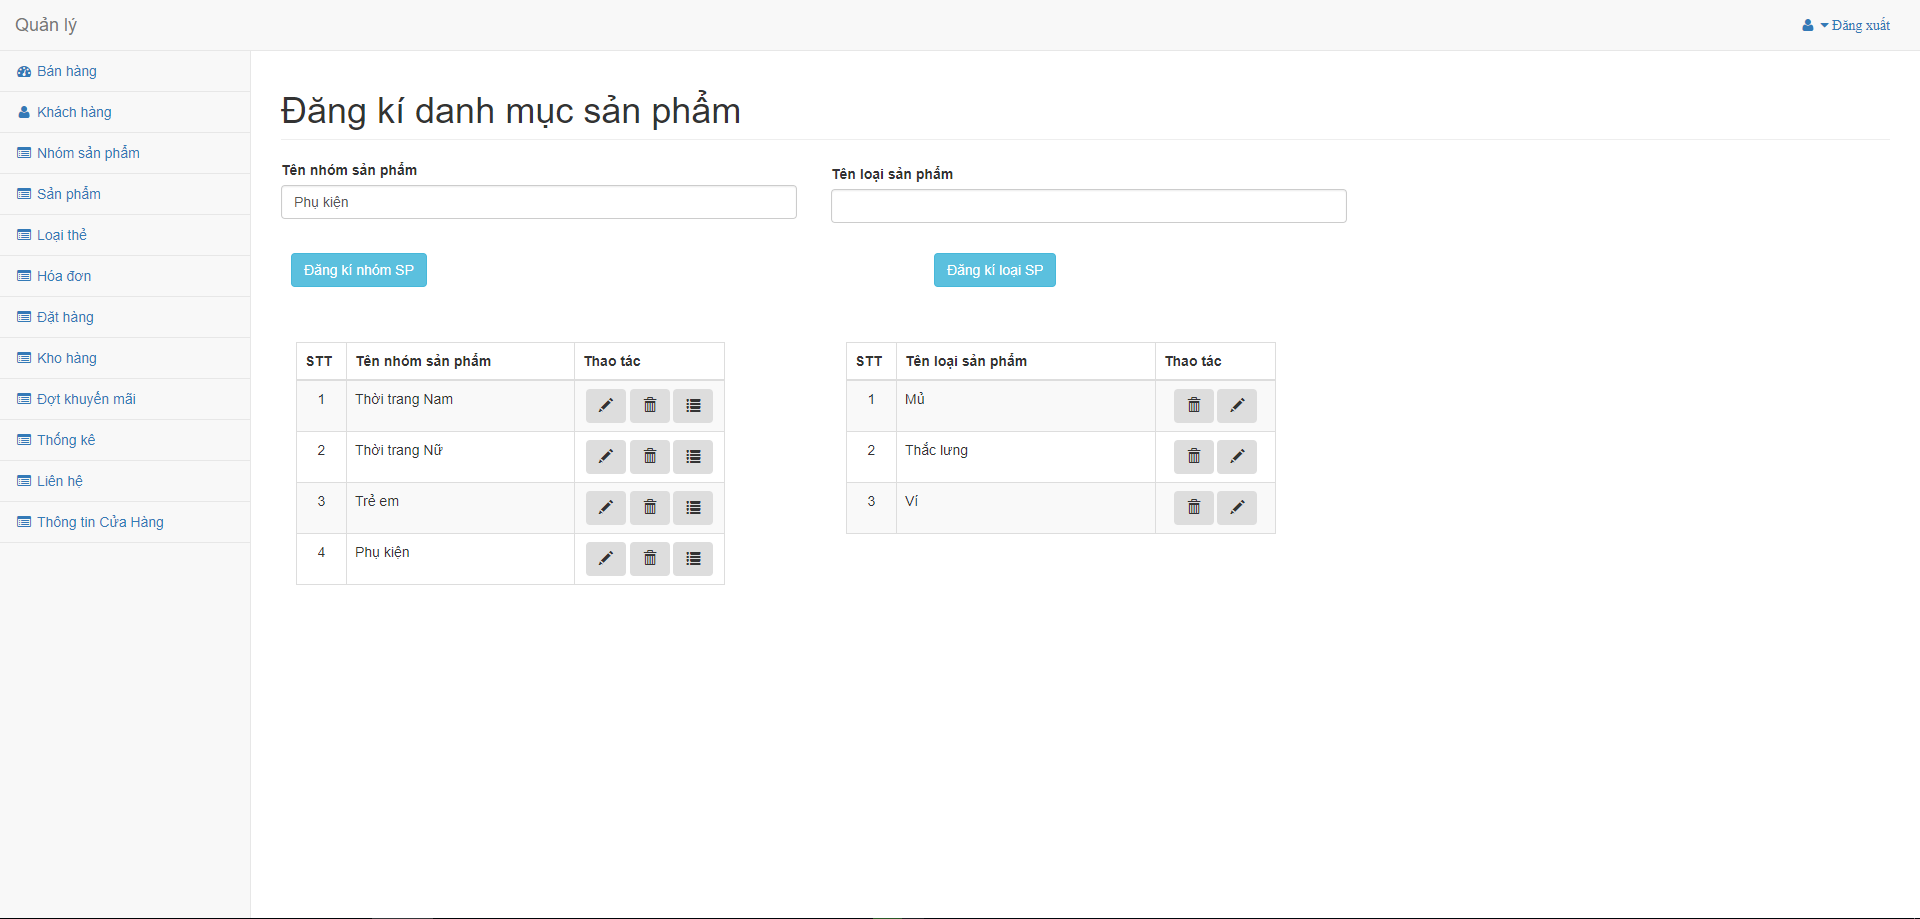 Quản lý
Đăng xuất
Bán hàng
Khách hàng
Nhóm sản phẩm
Sản phẩm
Loại thẻ
Hóa đơn
Đặt hàng
Kho hàng
Đợt khuyến mãi
Thống kê
Liên hệ
Thông tin Cửa Hàng
Đăng kí danh mục sản phẩm
Tên nhóm sản phẩm
Phụ kiện
Đăng kí nhóm SP
STT Tên nhóm sản phẩm Thao tác
1 Thời trang Nam
2 Thời trang Nữ
3 Trẻ em
4 Phụ kiện
Tên loại sản phẩm
Đăng kí loại SP
STT Tên loại sản phẩm Thao tác
1 Mủ
2 Thắc lưng
3 Ví